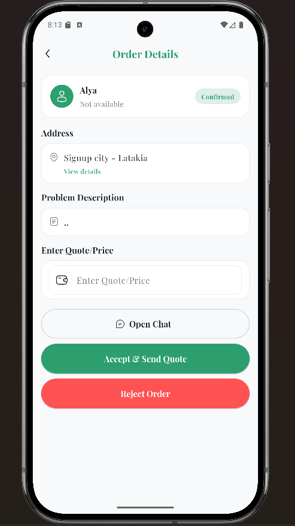 8:13
Order Details
Alya
Not available
Confirmed
Address
Signup city - Latakia
View details
Problem Description
..
Enter Quote/Price
Enter Quote/Price
Open Chat
Accept & Send Quote
Reject Order